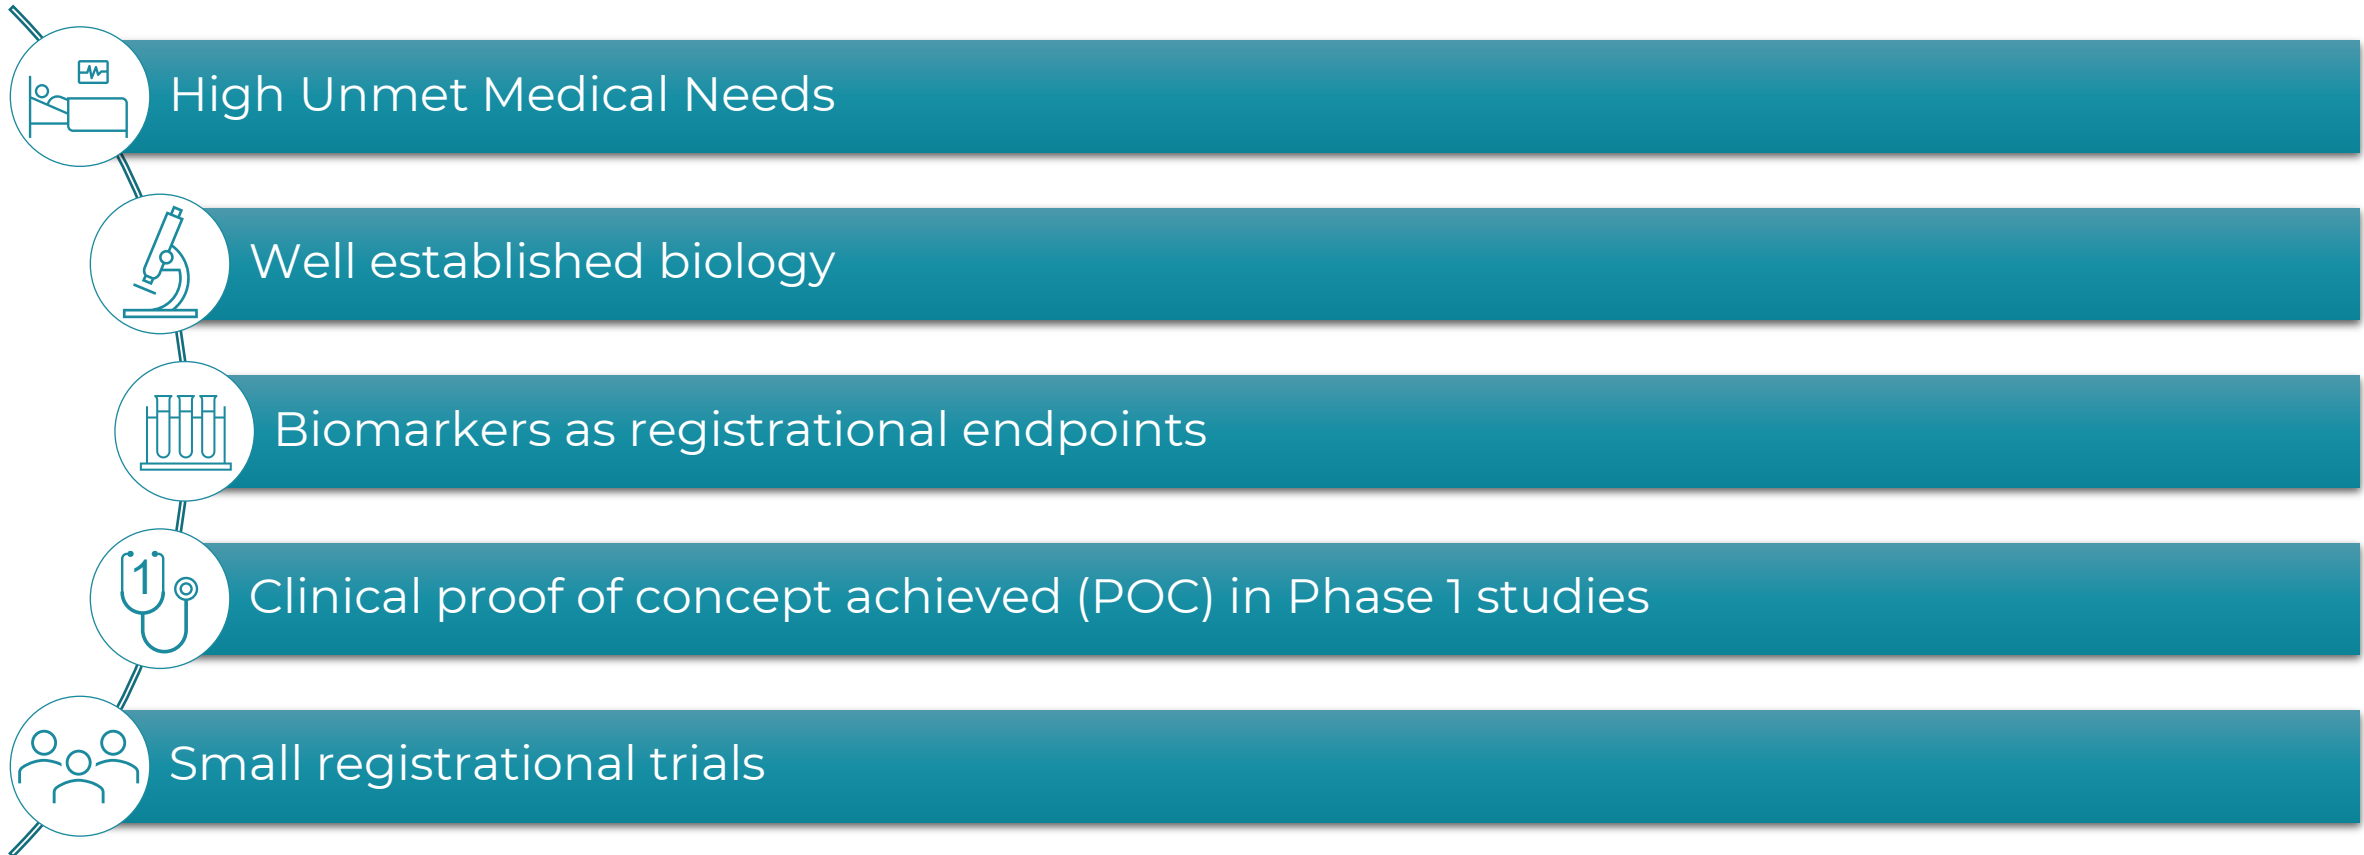 High Unmet Medical Needs
Well established biology
Biomarkers as registrational endpoints
1
Clinical proof of concept achieved (POC) in Phase 1 studies
Small registrational trials